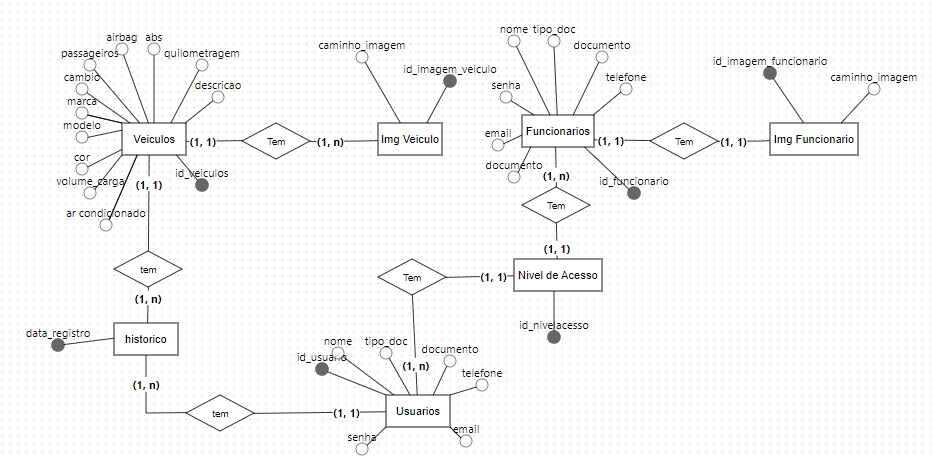 airbag
abs
passageiros
quilometragem
cambio
descricao
marca
modelo
Veiculos
cor
volume_carga
id_veiculos
ar condicionado
(1, 1)
Tem
(1, n)
caminho_imagem
id_imagem_veiculo
Img Veiculo
nome
tipo_doc
documento
telefone
senha
email
Funcionarios
documento
id_funcionario
(1, 1)
Tem
(1, 1)
id_imagem_funcionario
caminho_imagem
Img Funcionario
(1, n)
Tem
(1, 1)
Nivel de Acesso
id_nivelacesso
(1, 1)
Tem
(1, n)
(1, 1)
tem
(1, n)
data_registro
historico
(1, n)
tem
(1, 1)
nome
tipo_doc
documento
id_usuario
telefone
Usuarios
senha
email